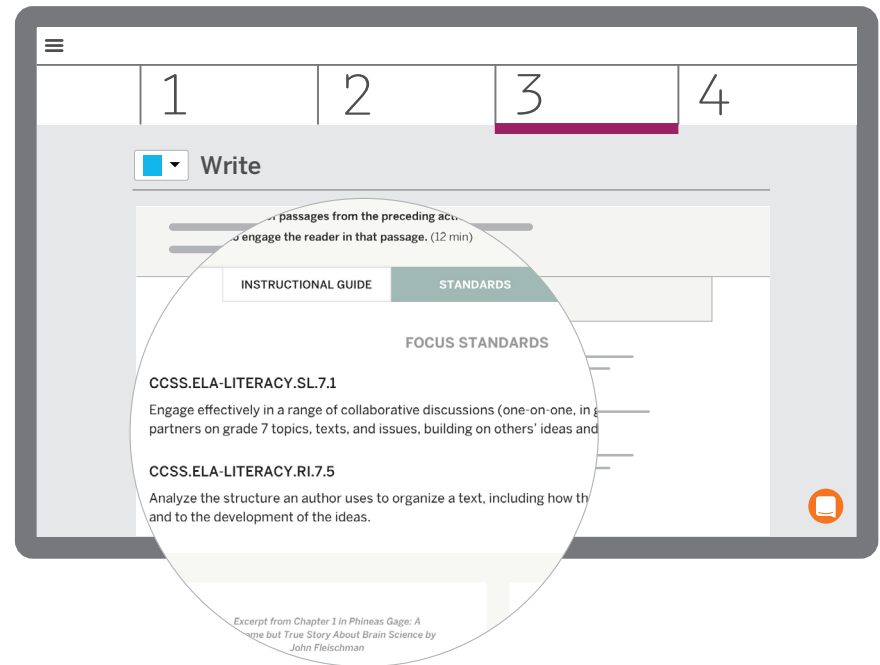 1 2 3 4
Write
passages from the preceding
engage the reader in that passage. (12 min)
INSTRUCTIONAL GUIDE STANDARDS
FOCUS STANDARDS
CCSS.ELA-LITERACY.SL.7.1
Engage effectively in a range of collaborative discussions (one-on-one, in
partners on grade 7 topics, texts, and issues, building on others' ideas and
CCSS.ELA-LITERACY.RI.7.5
Analyze the structure an author uses to organize a text, including how th
and to the development of the ideas.
Excerpt from Chapter 1 in Phineas Gage: A
but True Story About Brain Science by
John Fleischman